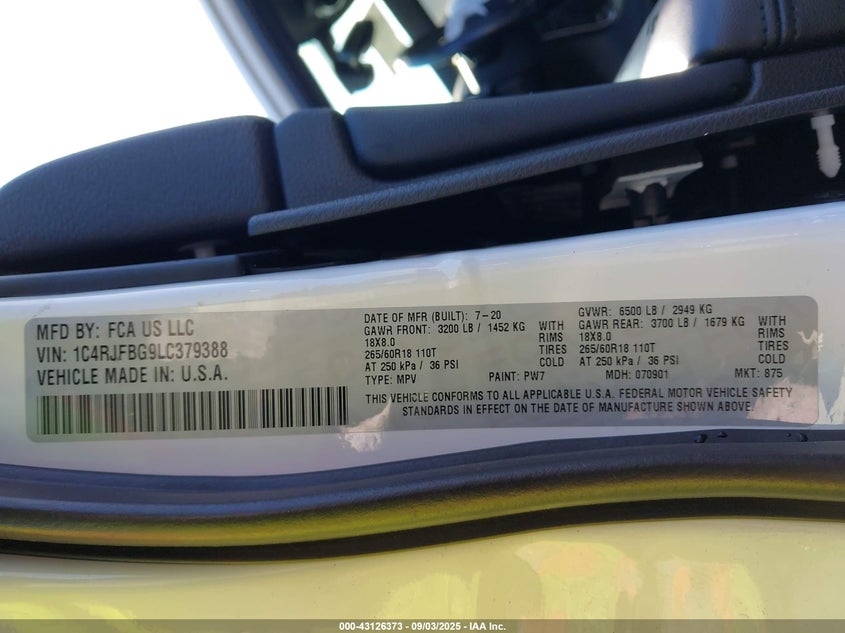 MFD BY: FCA US LLC
VIN: 1C4RJFBG9LC379388
VEHICLE MADE IN: U.S.A.
DATE OF MFR (BUILT): 7-20
GAWR FRONT: 3200 LB / 1452 KG WITH
18X8.0 RIMS
265/60R18 110T TIRES
AT 250 kPa / 36 PSI COLD
GVWR: 6500 LB / 2949 KG
GAWR REAR: 3700 LB / 1679 KG WITH
18X8.0 RIMS
265/60R18 110T TIRES
AT 250 kPa / 36 PSI COLD
TYPE: MPV PAINT: PW7 MDH: 070901 MKT: 875
THIS VEHICLE CONFORMS TO ALL APPLICABLE U.S.A. FEDERAL MOTOR VEHICLE SAFETY
STANDARDS IN EFFECT ON THE DATE OF MANUFACTURE SHOWN ABOVE.
000-43126373 - 09/03/2025 - IAA Inc.